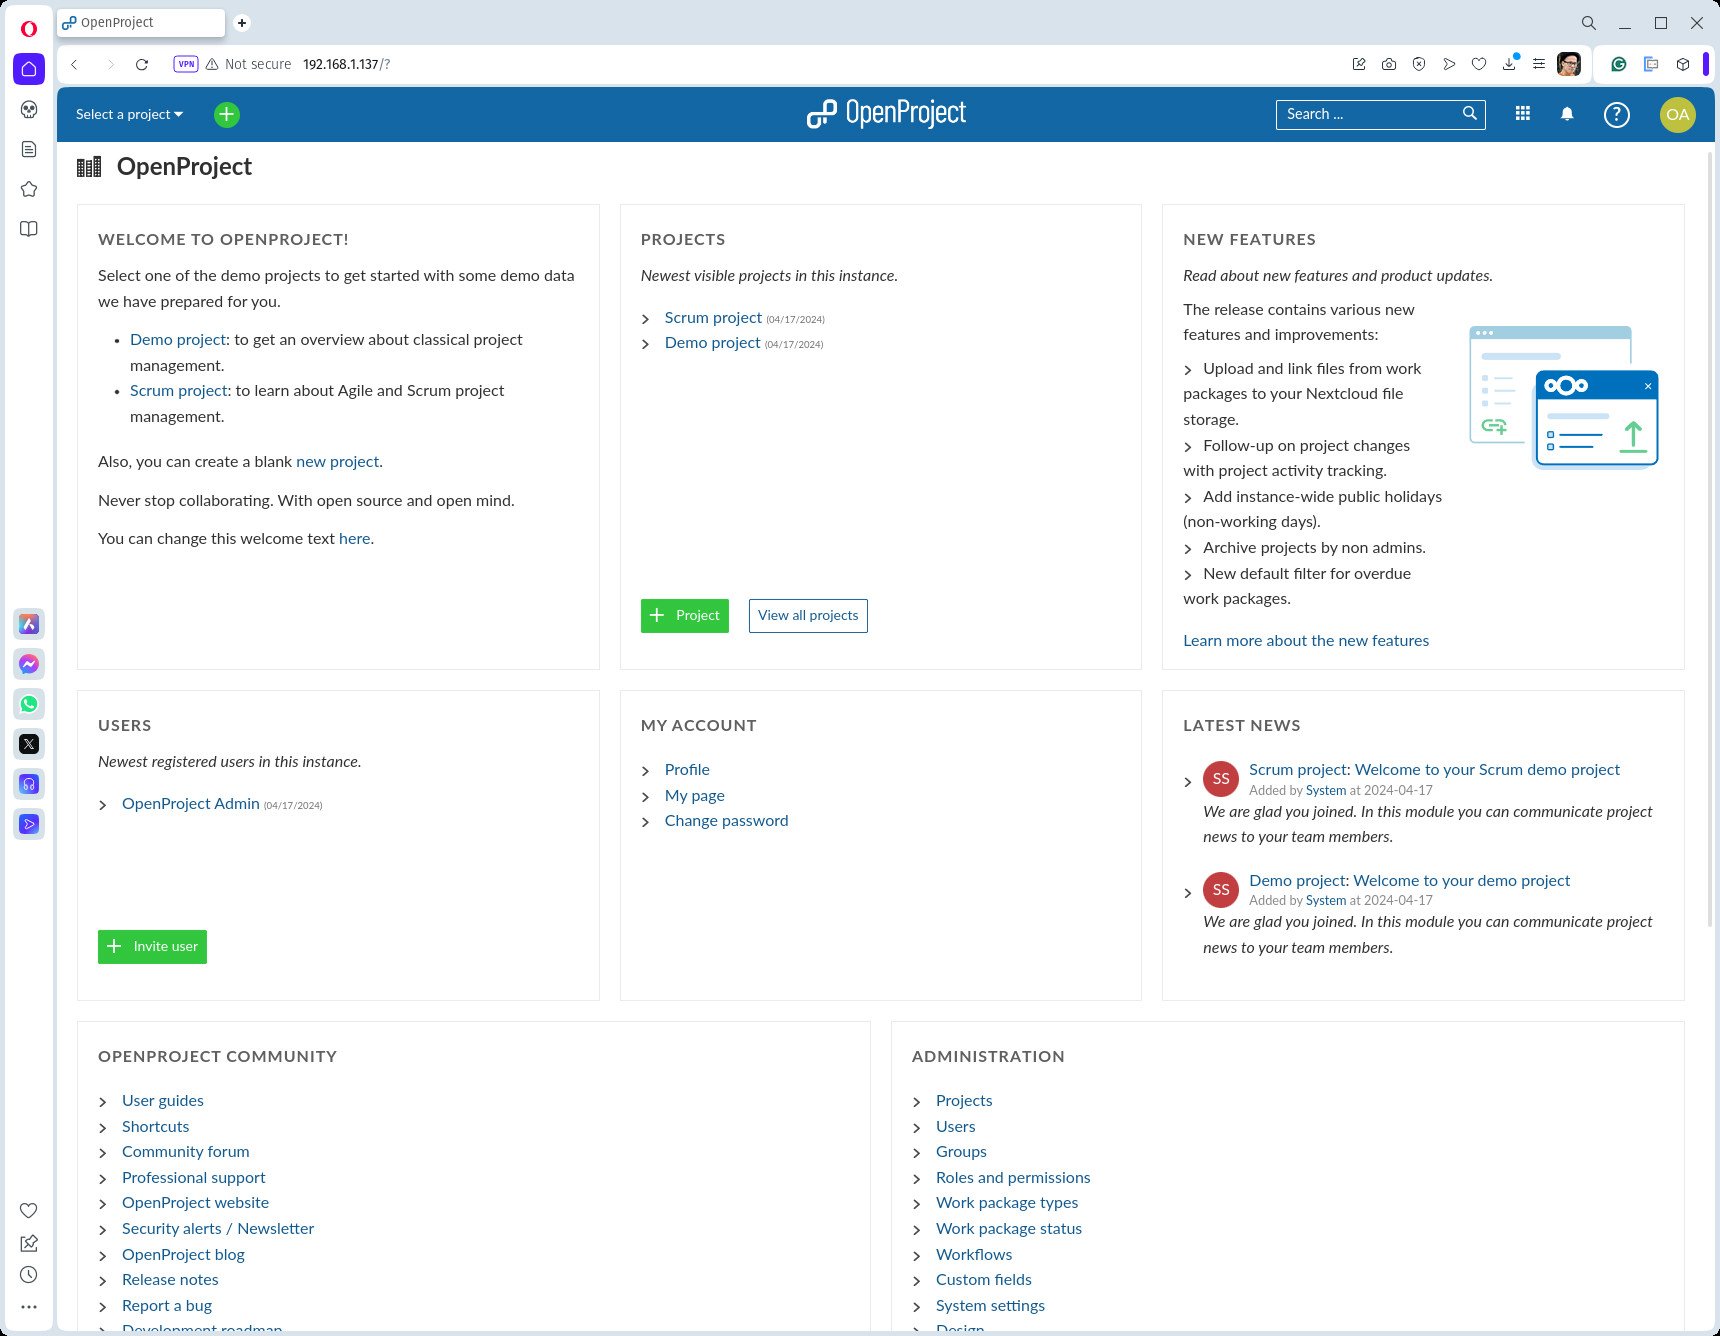 OpenProject
VPN
Not secure 192.168.1.137/?
Select a project
OpenProject
Search ...
?
OA
OpenProject
WELCOME TO OPENPROJECT!
Select one of the demo projects to get started with some demo data
we have prepared for you.
Demo project: to get an overview about classical project
management.
Scrum project: to learn about Agile and Scrum project
management.
Also, you can create a blank new project.
Never stop collaborating. With open source and open mind.
You can change this welcome text here.
PROJECTS
Newest visible projects in this instance.
Scrum project (04/17/2024)
Demo project (04/17/2024)
Project
View all projects
NEW FEATURES
Read about new features and product updates.
The release contains various new
features and improvements:
Upload and link files from work
packages to your Nextcloud file
storage.
Follow-up on project changes
with project activity tracking.
Add instance-wide public holidays
(non-working days).
Archive projects by non admins.
New default filter for overdue
work packages.
Learn more about the new features
USERS
Newest registered users in this instance.
OpenProject Admin (04/17/2024)
Invite user
MY ACCOUNT
Profile
My page
Change password
LATEST NEWS
SS
Scrum project: Welcome to your Scrum demo project
Added by System at 2024-04-17
We are glad you joined. In this module you can communicate project
news to your team members.
SS
Demo project: Welcome to your demo project
Added by System at 2024-04-17
We are glad you joined. In this module you can communicate project
news to your team members.
OPENPROJECT COMMUNITY
User guides
Shortcuts
Community forum
Professional support
OpenProject website
Security alerts / Newsletter
OpenProject blog
Release notes
Report a bug
Development roadmap
ADMINISTRATION
Projects
Users
Groups
Roles and permissions
Work package types
Work package status
Workflows
Custom fields
System settings
Design